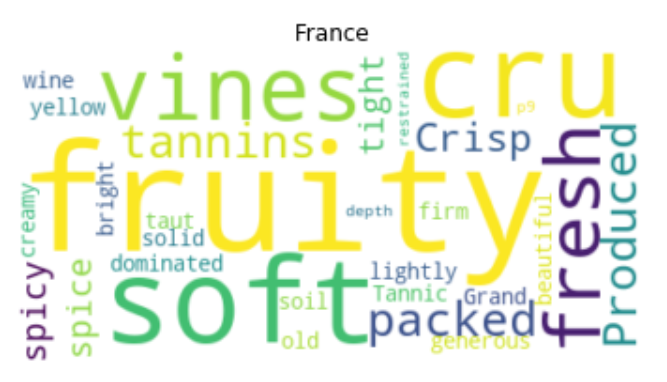 France
wine
yellow
vines
tight
restrained
cru
p9
tannins
Crisp
fruity
fresh
Produced
creamy
bright
taut
solid
depth
firm
beautiful
dominated
spicy
spice
soft
soil
old
lightly
Tannic
Grand
packed
generous